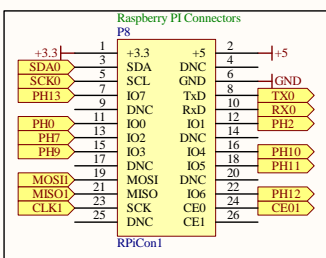 Raspberry PI Connectors
P8
+3.3 1 +3.3 +5 2 +5
SDA0 3 SDA DNC 4
SCK0 5 SCL GND 6 GND
PH13 7 IO7 TxD 8 TX0
9 DNC RxD 10 RX0
PH0 11 IO0 IO1 12 PH2
PH7 13 IO2 DNC 14
PH9 15 IO3 IO4 16 PH10
17 DNC IO5 18 PH11
MOSI1 19 MOSI DNC 20
MISO1 21 MISO IO6 22 PH12
CLK1 23 SCK CE0 24 CE01
25 DNC CE1 26
RPiCon1